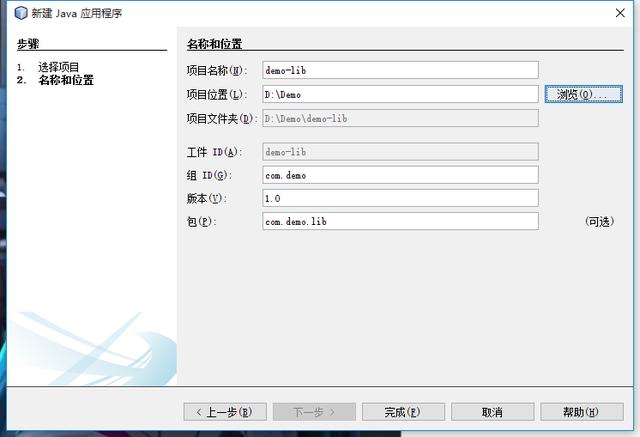 新建 Java 应用程序
步骤
1. 选择项目
2. 名称和位置
名称和位置
项目名称(N): demo-lib
项目位置(L): D:\Demo 浏览(O)...
项目文件夹(D): D:\Demo\demo-lib
工件 ID(A): demo-lib
组 ID(G): com.demo
版本(V): 1.0
包(P): com.demo.lib (可选)
< 上一步(B) 下一步 > 完成(F) 取消 帮助(H)